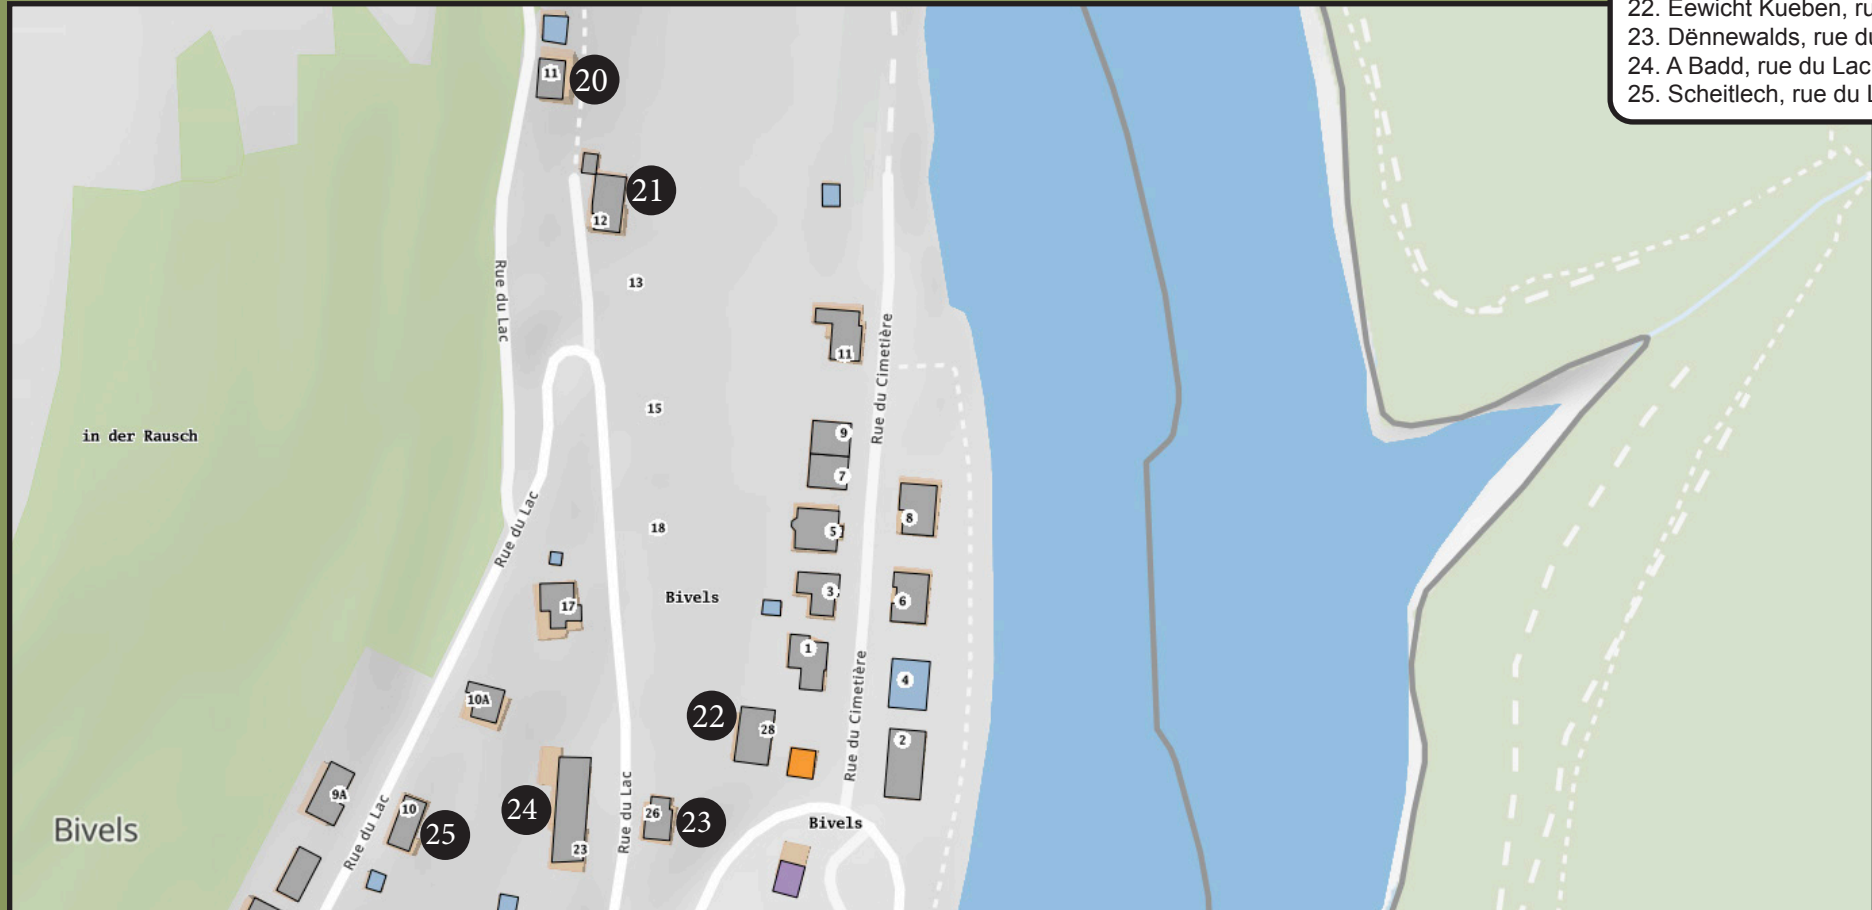 22. Eewicht Kueben, ru
23. Dënnewalds, rue du
24. A Badd, rue du Lac
25. Scheitlech, rue du L
11
20
21
12
13
Rue du Lac
11
Rue du Cimetière
15
9
7
in der Rausch
8
5
18
Rue du Lac
3
6
17
Bivels
1
4
10A
22
28
2
Rue du Cimetière
9A
10
25
24
26
23
Rue du Lac
Rue du Lac
23
Bivels
Bivels